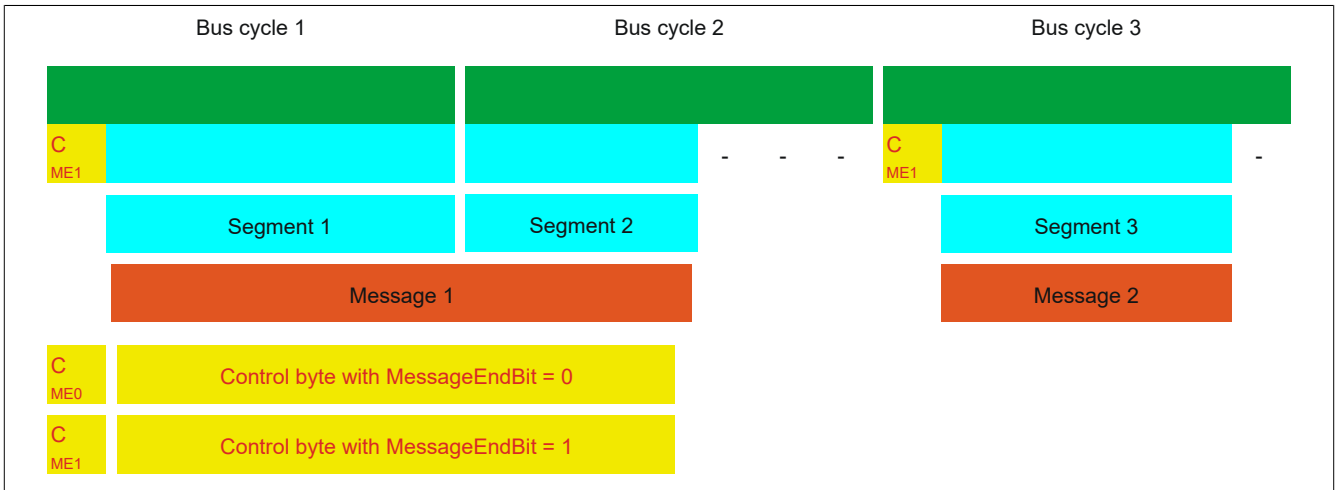 Bus cycle 1 Bus cycle 2 Bus cycle 3
C - - - C -
ME1 ME1
Segment 1 Segment 2 Segment 3
Message 1 Message 2
C
ME0
Control byte with MessageEndBit = 0
C
ME1
Control byte with MessageEndBit = 1